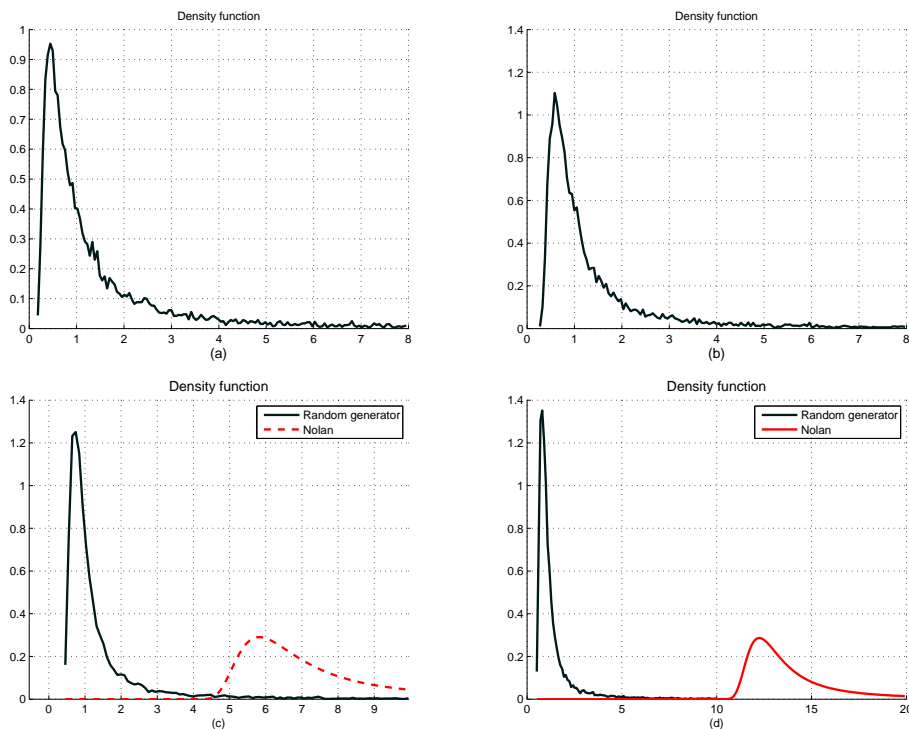 Density function
1
0.9
0.8
0.7
0.6
0.5
0.4
0.3
0.2
0.1
0
0 1 2 3 4 5 6 7 8
(a)
Density function
1.4
1.2
1
0.8
0.6
0.4
0.2
0
0 1 2 3 4 5 6 7 8
(b)
Density function
1.4
1.2
1
0.8
0.6
0.4
0.2
0
0 1 2 3 4 5 6 7 8 9
(c)
Random generator
Nolan
Density function
1.4
1.2
1
0.8
0.6
0.4
0.2
0
0 5 10 15 20
(d)
Random generator
Nolan